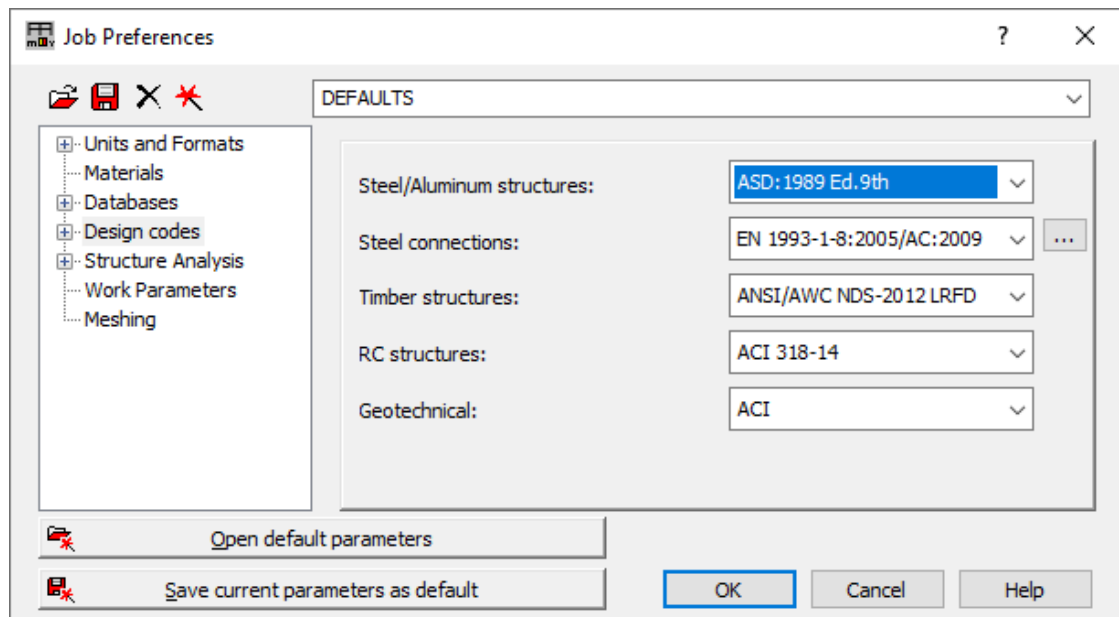 Job Preferences
?
DEFAULTS
Units and Formats
Materials
Databases
Design codes
Structure Analysis
Work Parameters
Meshing
Steel/Aluminum structures:
ASD:1989 Ed.9th
Steel connections:
EN 1993-1-8:2005/AC:2009
...
Timber structures:
ANSI/AWC NDS-2012 LRFD
RC structures:
ACI 318-14
Geotechnical:
ACI
Open default parameters
Save current parameters as default
OK
Cancel
Help